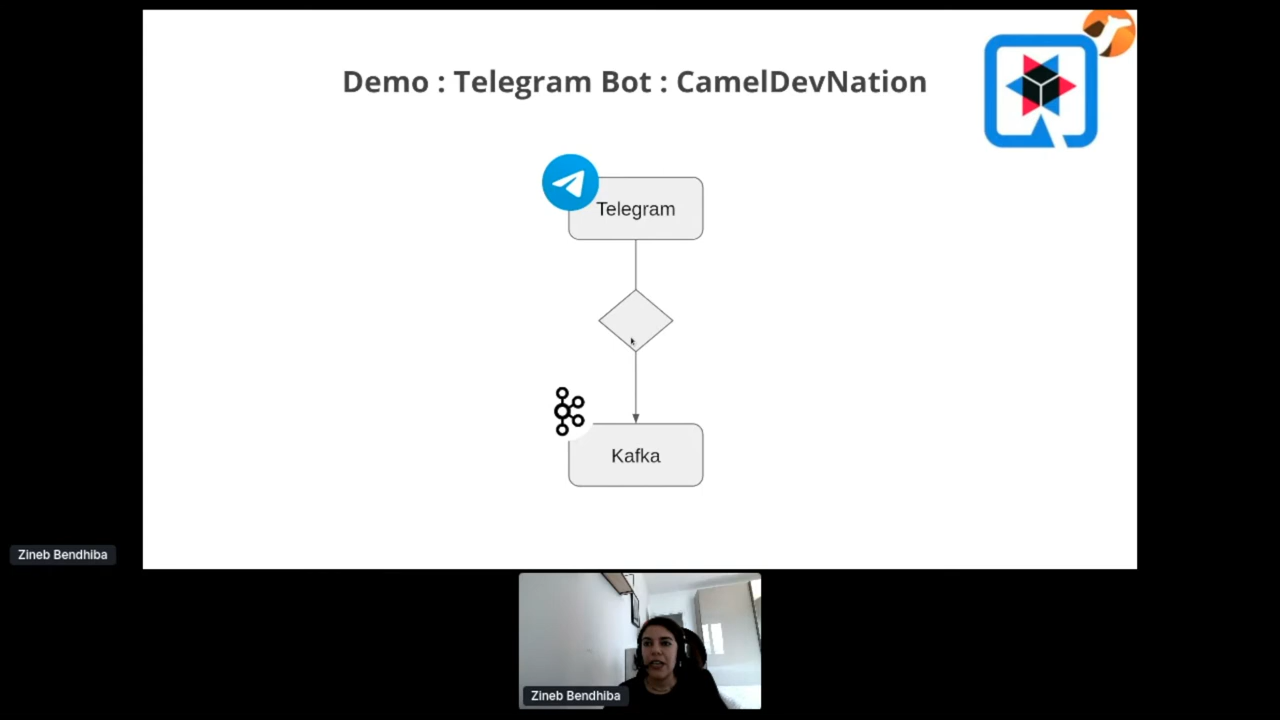 Demo : Telegram Bot : CamelDevNation
Telegram
Kafka
Zineb Bendhiba
Zineb Bendhiba